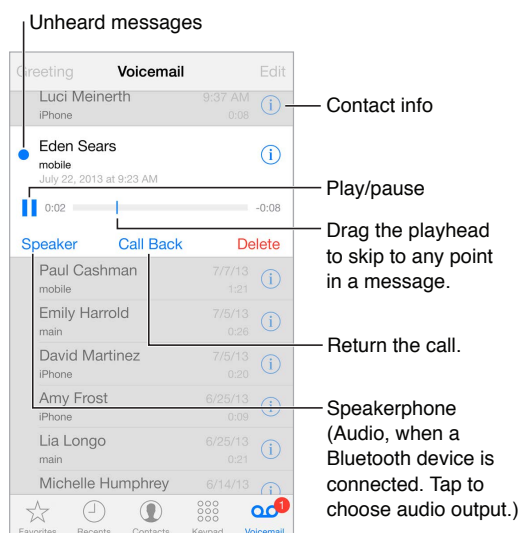 Unheard messages
Greeting Voicemail Edit
Luci Meinerth 9:37 AM
iPhone 0:08
Contact info
Eden Sears
mobile
July 22, 2013 at 9:23 AM
Play/pause
0:02 -0:08
Drag the playhead
to skip to any point
in a message.
Speaker Call Back Delete
Paul Cashman 7/7/13
mobile 1:21
Emily Harrold 7/5/13
main 0:26
Return the call.
David Martinez 7/5/13
iPhone 0:20
Amy Frost 6/25/13
iPhone 0:09
Speakerphone
(Audio, when a
Bluetooth device is
connected. Tap to
choose audio output.)
Lia Longo 6/25/13
main 0:21
Michelle Humphrey 6/14/13
1
Favorites Recents Contacts Keypad Voicemail